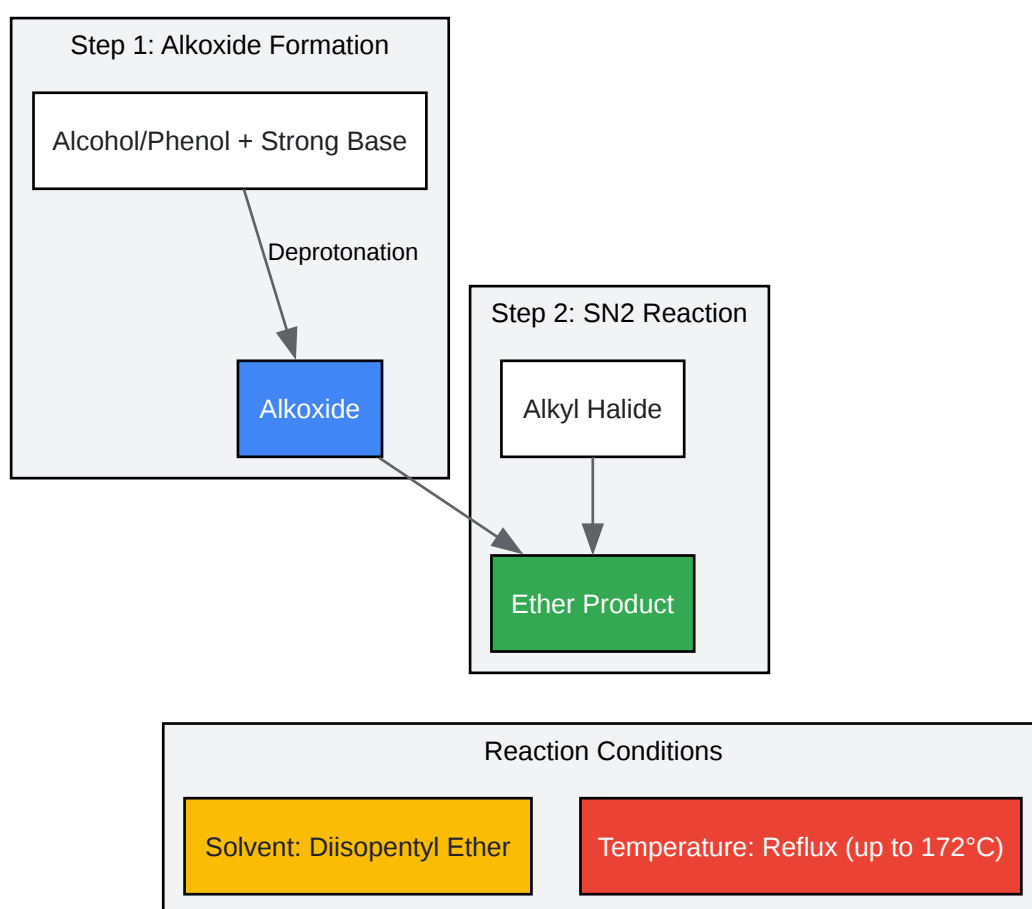 Step 1: Alkoxide Formation
Alcohol/Phenol + Strong Base
Deprotonation
Alkoxide
Step 2: SN2 Reaction
Alkyl Halide
Ether Product
Reaction Conditions
Solvent: Diisopentyl Ether
Temperature: Reflux (up to 172°C)